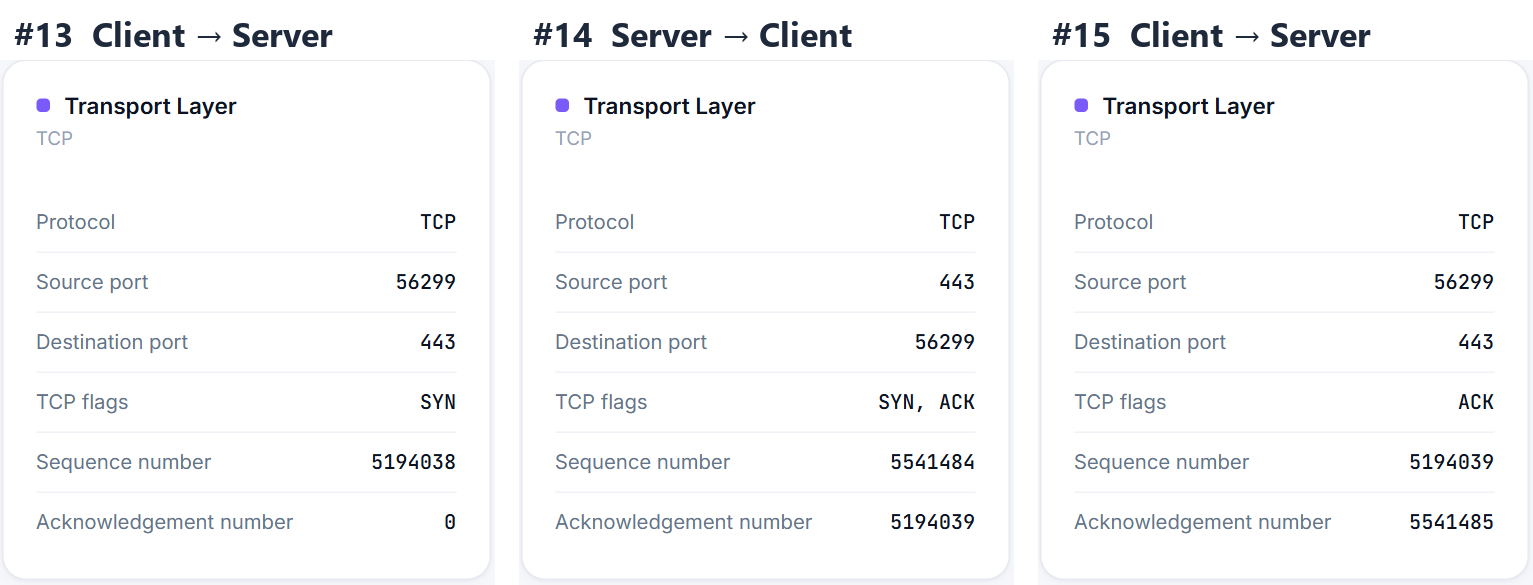 #13 Client → Server
Transport Layer
TCP
Protocol TCP
Source port 56299
Destination port 443
TCP flags SYN
Sequence number 5194038
Acknowledgement number 0
#14 Server → Client
Transport Layer
TCP
Protocol TCP
Source port 443
Destination port 56299
TCP flags SYN, ACK
Sequence number 5541484
Acknowledgement number 5194039
#15 Client → Server
Transport Layer
TCP
Protocol TCP
Source port 56299
Destination port 443
TCP flags ACK
Sequence number 5194039
Acknowledgement number 5541485